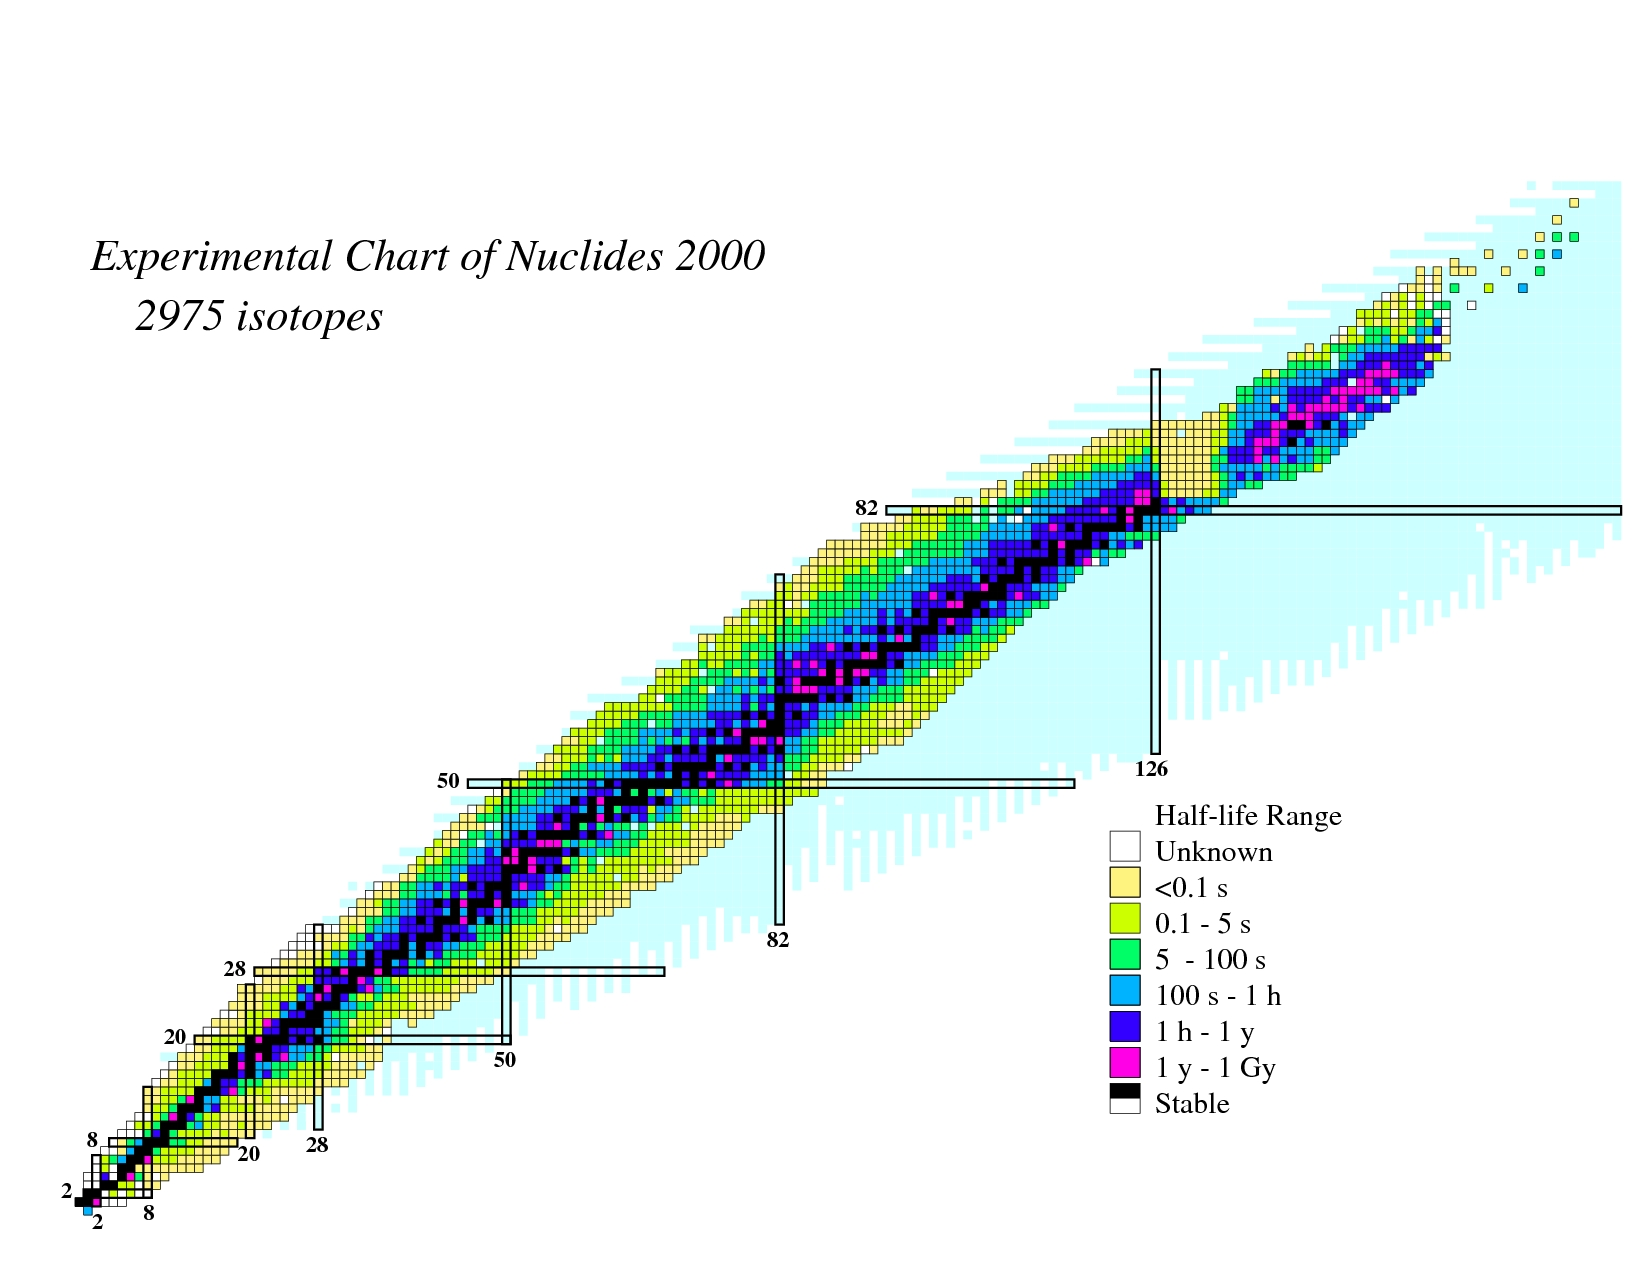 Experimental Chart of Nuclides 2000
2975 isotopes
82
50
126
Half-life Range
Unknown
<0.1 s
0.1 - 5 s
5 - 100 s
100 s - 1 h
1 h - 1 y
1 y - 1 Gy
Stable
82
28
20
50
28
20
8
8
2
2